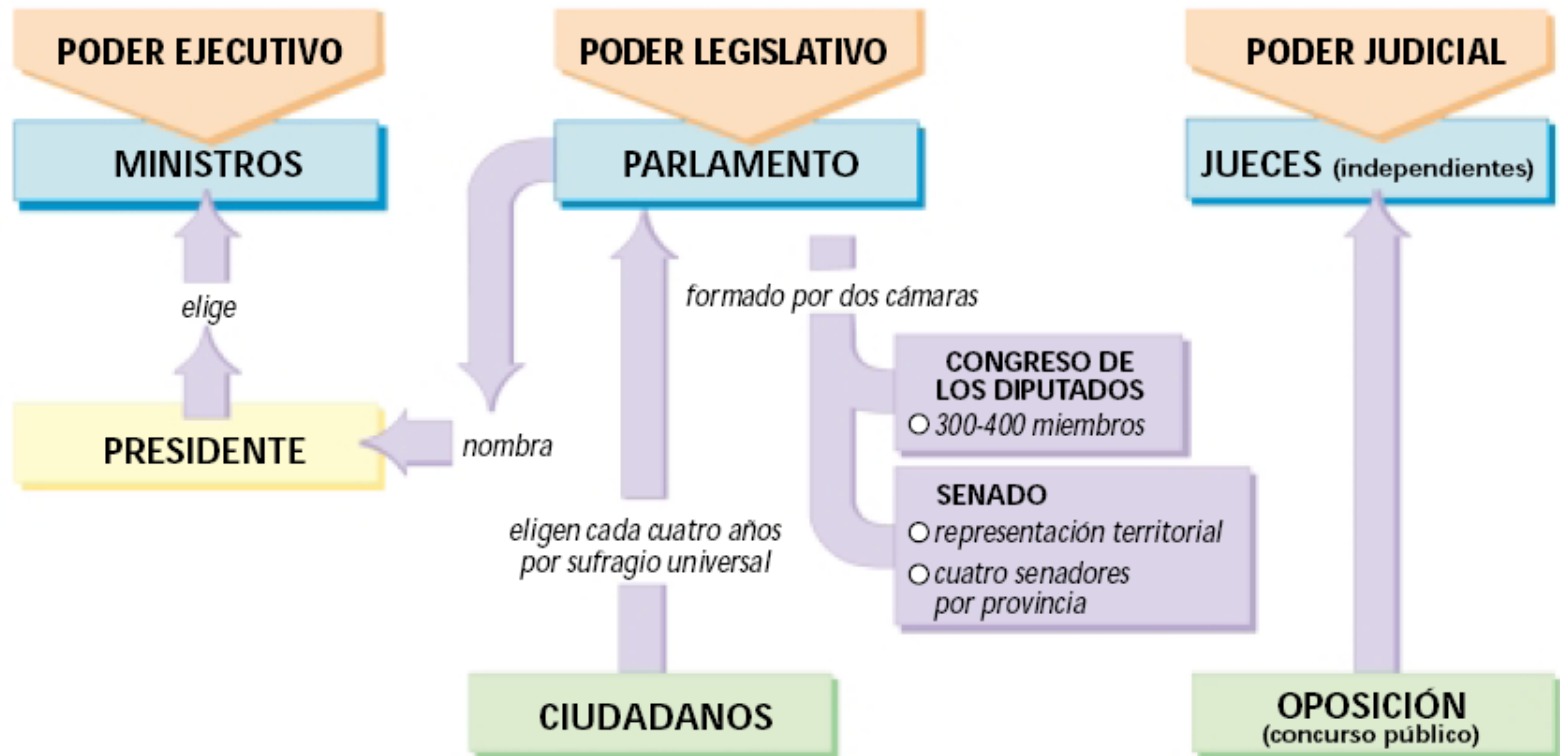 PODER EJECUTIVO
PODER LEGISLATIVO
PODER JUDICIAL
MINISTROS
PARLAMENTO
JUECES (independientes)
elige
formado por dos cámaras
CONGRESO DE
LOS DIPUTADOS
300-400 miembros
PRESIDENTE
nombra
SENADO
representación territorial
cuatro senadores
por provincia
eligen cada cuatro años
por sufragio universal
CIUDADANOS
OPOSICIÓN
(concurso público)